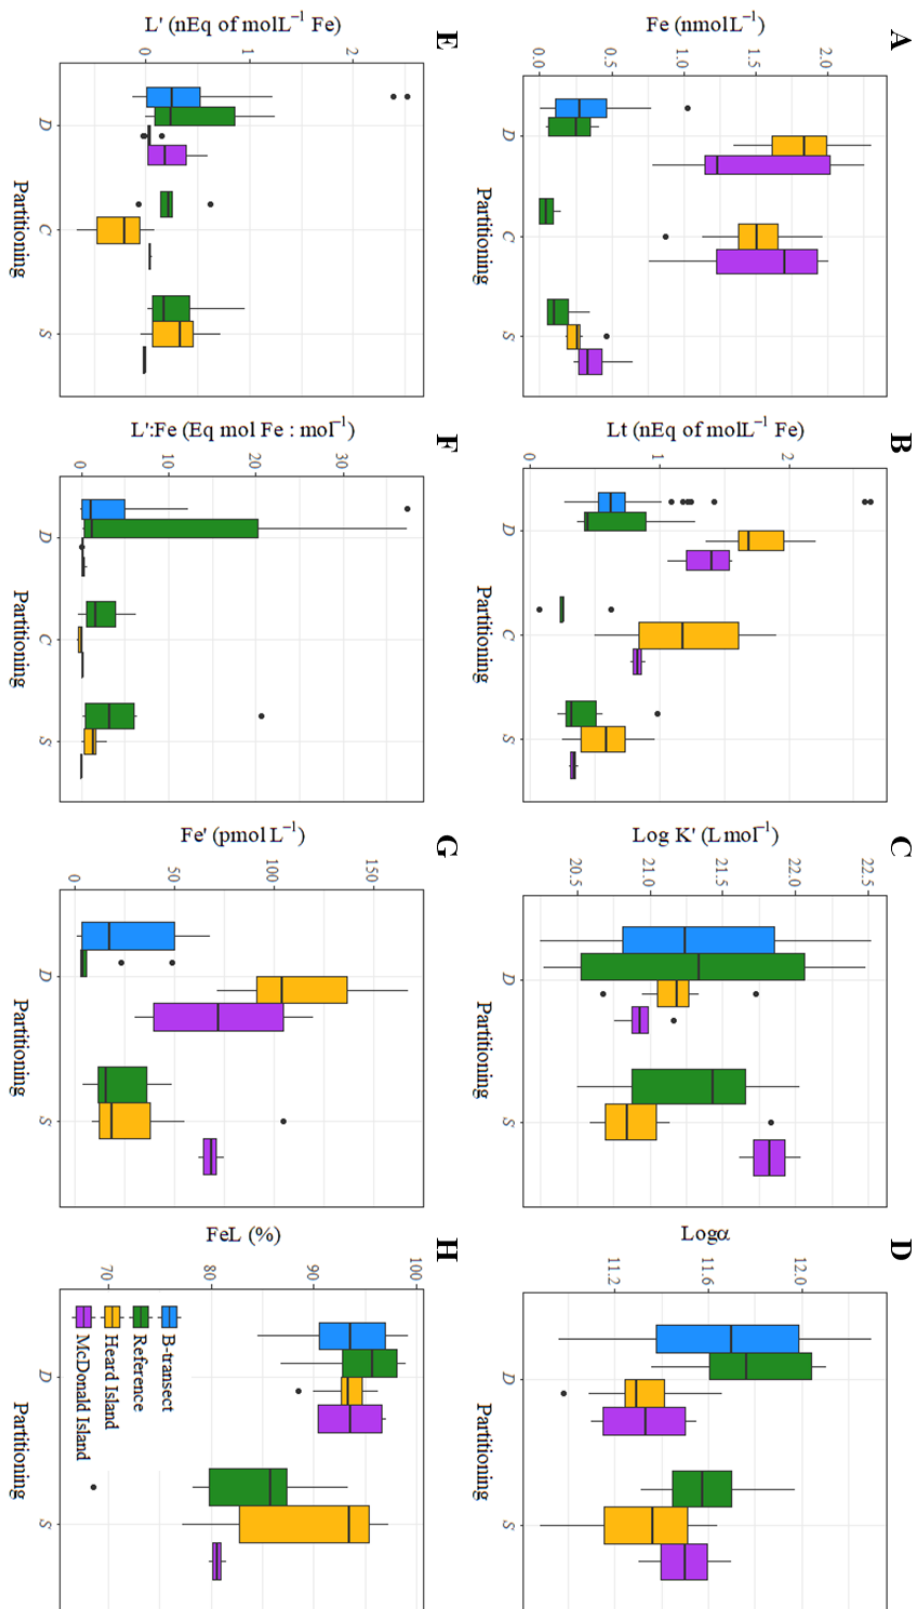 A
Fe (nmolL⁻¹)
0.0
0.5
1.0
1.5
2.0
D
C
S
Partitioning
B
Lt (nEq of molL⁻¹ Fe)
0
1
2
D
C
S
Partitioning
C
Log K' (L mol⁻¹)
20.5
21.0
21.5
22.0
22.5
D
S
Partitioning
D
Logα
11.2
11.6
12.0
D
S
Partitioning
E
L' (nEq of molL⁻¹ Fe)
0
1
2
D
C
S
Partitioning
F
L':Fe (Eq mol Fe : mol⁻¹)
0
10
20
30
D
C
S
Partitioning
G
Fe' (pmol L⁻¹)
0
50
100
150
D
S
Partitioning
H
FeL (%)
70
80
90
100
D
S
Partitioning
B-transect
Reference
Heard Island
McDonald Island